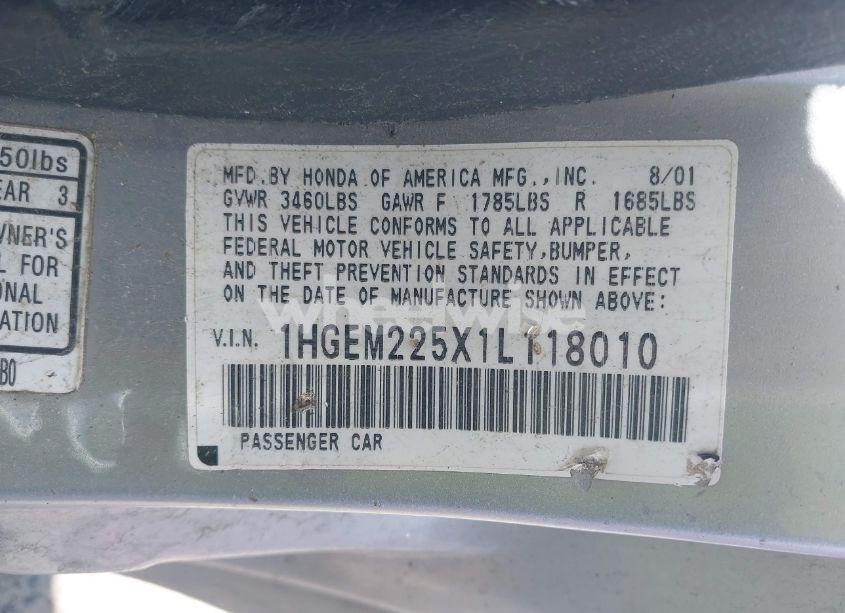 50lbs
EAR 3
WNER'S
L FOR
ONAL
ATION
B0
MFD.BY HONDA OF AMERICA MFG.,INC. 8/01
GVWR 3460LBS GAWR F 1785LBS R 1685LBS
THIS VEHICLE CONFORMS TO ALL APPLICABLE
FEDERAL MOTOR VEHICLE SAFETY,BUMPER,
AND THEFT PREVENTION STANDARDS IN EFFECT
ON THE DATE OF MANUFACTURE SHOWN ABOVE:
wheelwise
V.I.N. 1HGEM225X1L118010
PASSENGER CAR